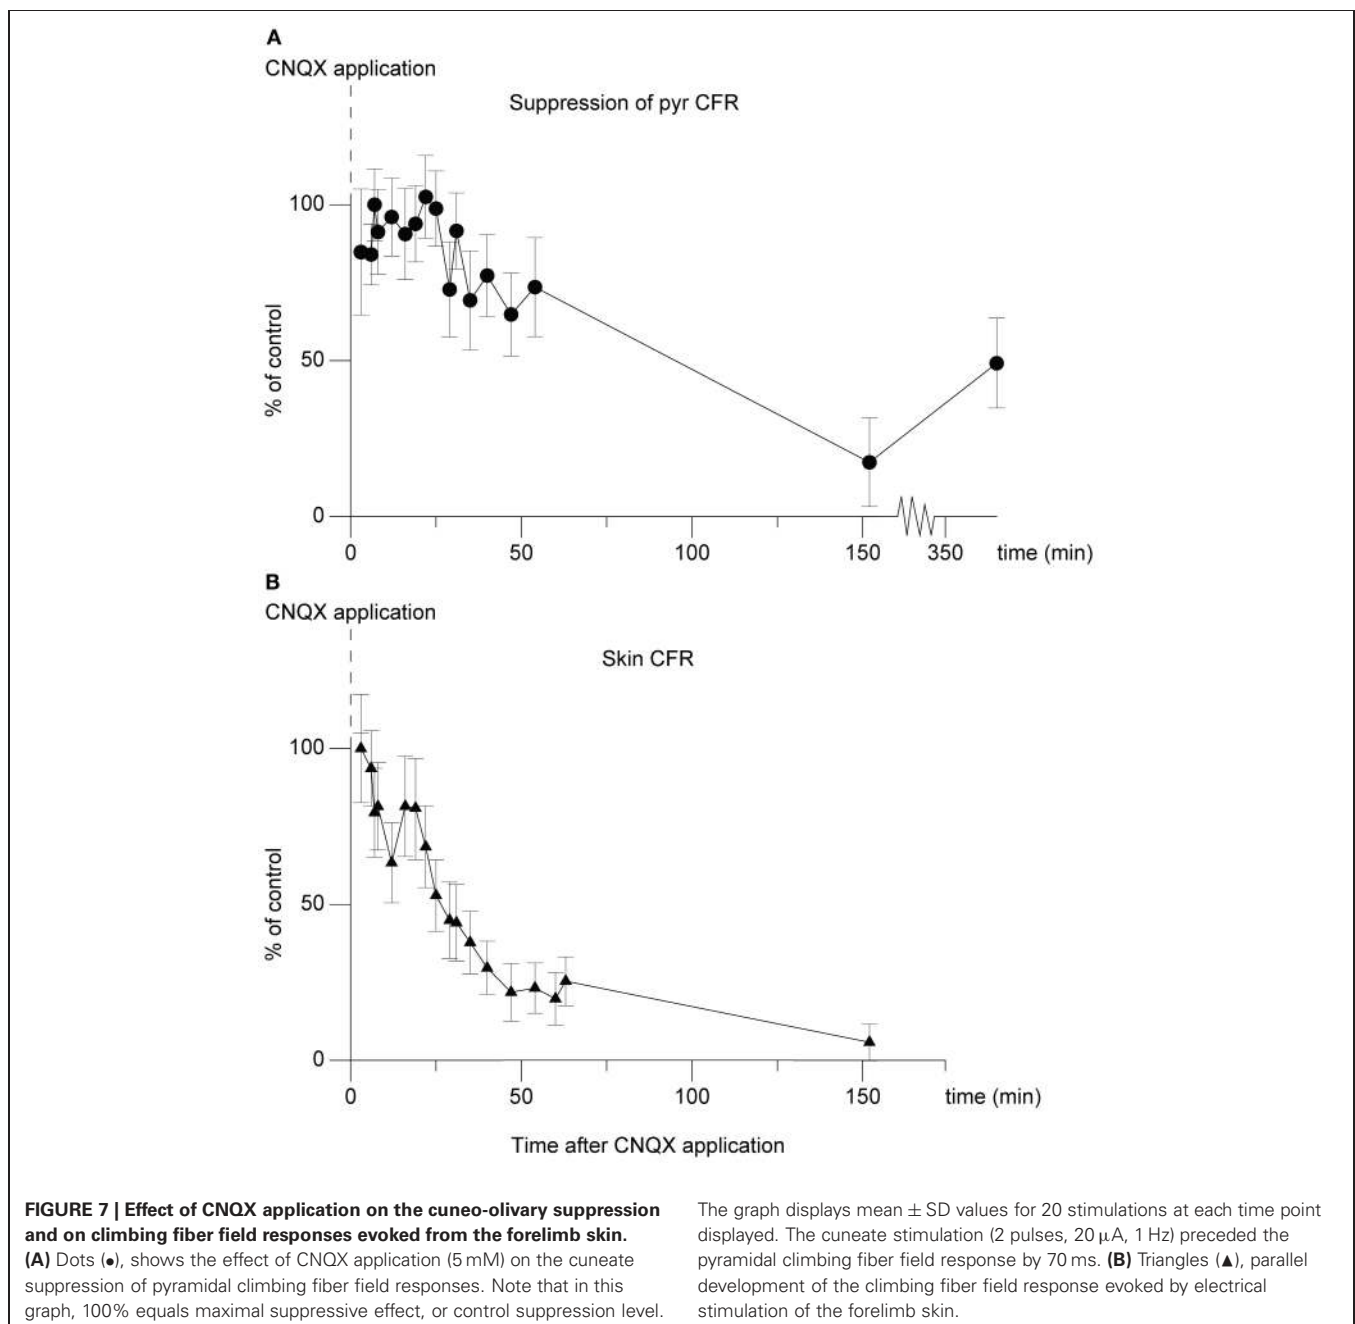 A
CNQX application
Suppression of pyr CFR
% of control
100
50
0
0 50 100 150 350 time (min)
B
CNQX application
Skin CFR
% of control
100
50
0
0 50 100 150 time (min)
Time after CNQX application
FIGURE 7 | Effect of CNQX application on the cuneo-olivary suppression
and on climbing fiber field responses evoked from the forelimb skin.
(A) Dots (●), shows the effect of CNQX application (5 mM) on the cuneate
suppression of pyramidal climbing fiber field responses. Note that in this
graph, 100% equals maximal suppressive effect, or control suppression level.
The graph displays mean ± SD values for 20 stimulations at each time point
displayed. The cuneate stimulation (2 pulses, 20 μA, 1 Hz) preceded the
pyramidal climbing fiber field response by 70 ms. (B) Triangles (▲), parallel
development of the climbing fiber field response evoked by electrical
stimulation of the forelimb skin.